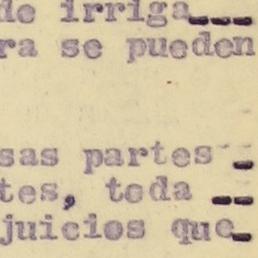 de irriga---
ra se pueden
sas partes -
tes, toda --
juicios que-